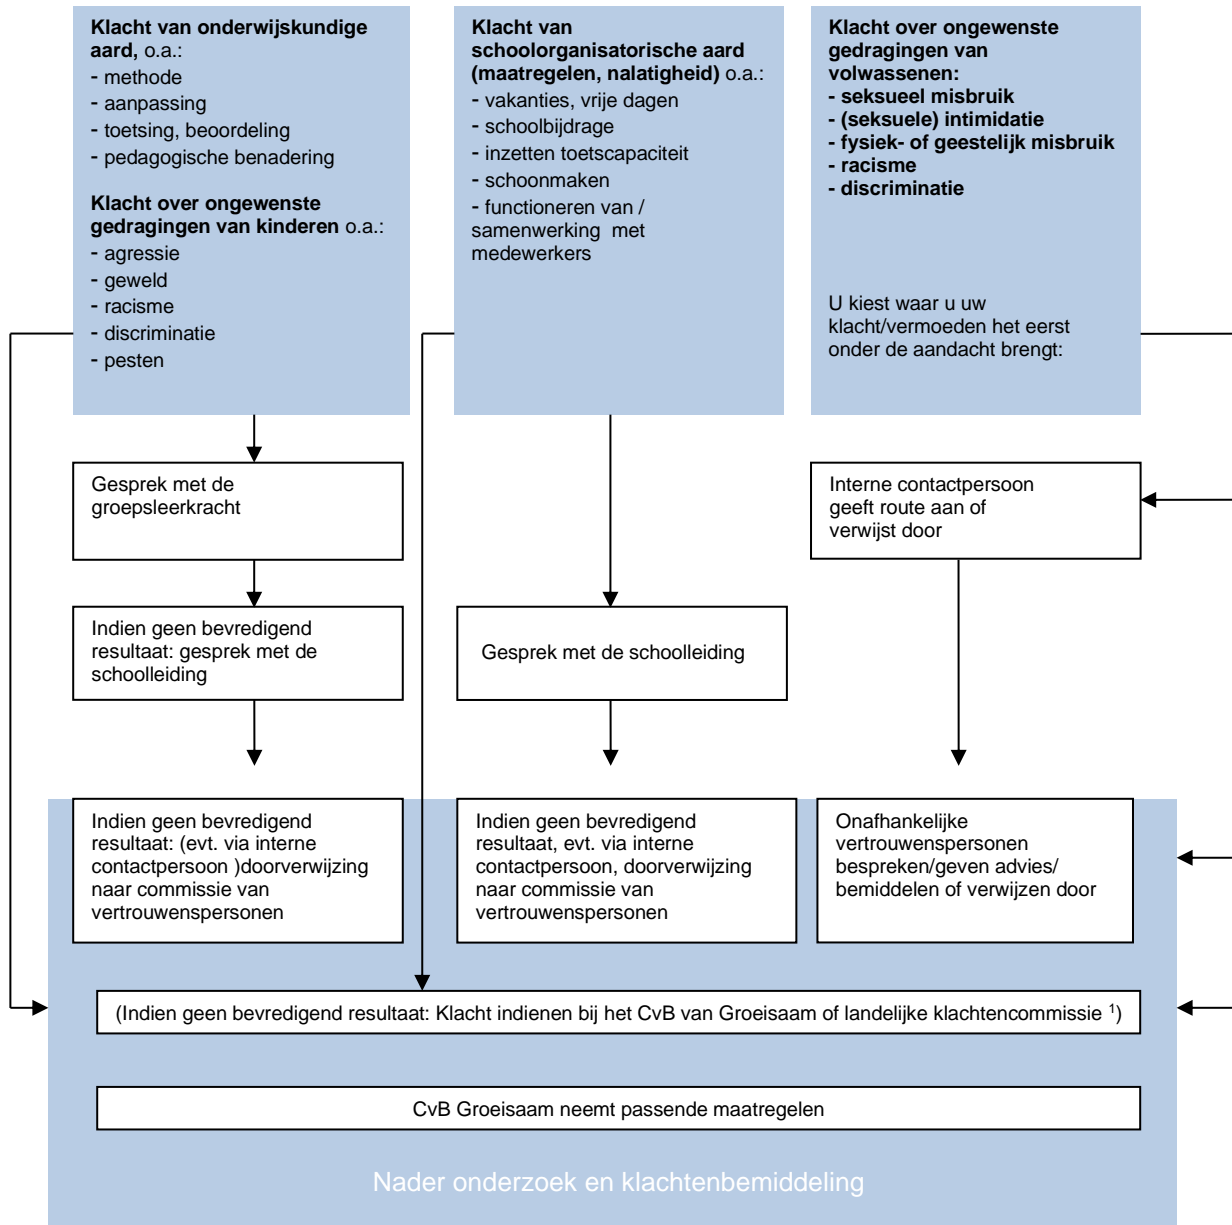 Klacht van onderwijskundige
aard, o.a.:
- methode
- aanpassing
- toetsing, beoordeling
- pedagogische benadering
Klacht over ongewenste
gedragingen van kinderen o.a.:
- agressie
- geweld
- racisme
- discriminatie
- pesten
Klacht van
schoolorganisatorische aard
(maatregelen, nalatigheid) o.a.:
- vakanties, vrije dagen
- schoolbijdrage
- inzetten toetscapaciteit
- schoonmaken
- functioneren van /
samenwerking met
medewerkers
Klacht over ongewenste
gedragingen van
volwassenen:
- seksueel misbruik
- (seksuele) intimidatie
- fysiek- of geestelijk misbruik
- racisme
- discriminatie
U kiest waar u uw
klacht/vermoeden het eerst
onder de aandacht brengt:
Gesprek met de
groepsleerkracht
Interne contactpersoon
geeft route aan of
verwijst door
Indien geen bevredigend
resultaat: gesprek met de
schoolleiding
Gesprek met de schoolleiding
Indien geen bevredigend
resultaat: (evt. via interne
contactpersoon )doorverwijzing
naar commissie van
vertrouwenspersonen
Indien geen bevredigend
resultaat, evt. via interne
contactpersoon, doorverwijzing
naar commissie van
vertrouwenspersonen
Onafhankelijke
vertrouwenspersonen
bespreken/geven advies/
bemiddelen of verwijzen door
(Indien geen bevredigend resultaat: Klacht indienen bij het CvB van Groeisaam of landelijke klachtencommissie ¹)
CvB Groeisaam neemt passende maatregelen
Nader onderzoek en klachtenbemiddeling